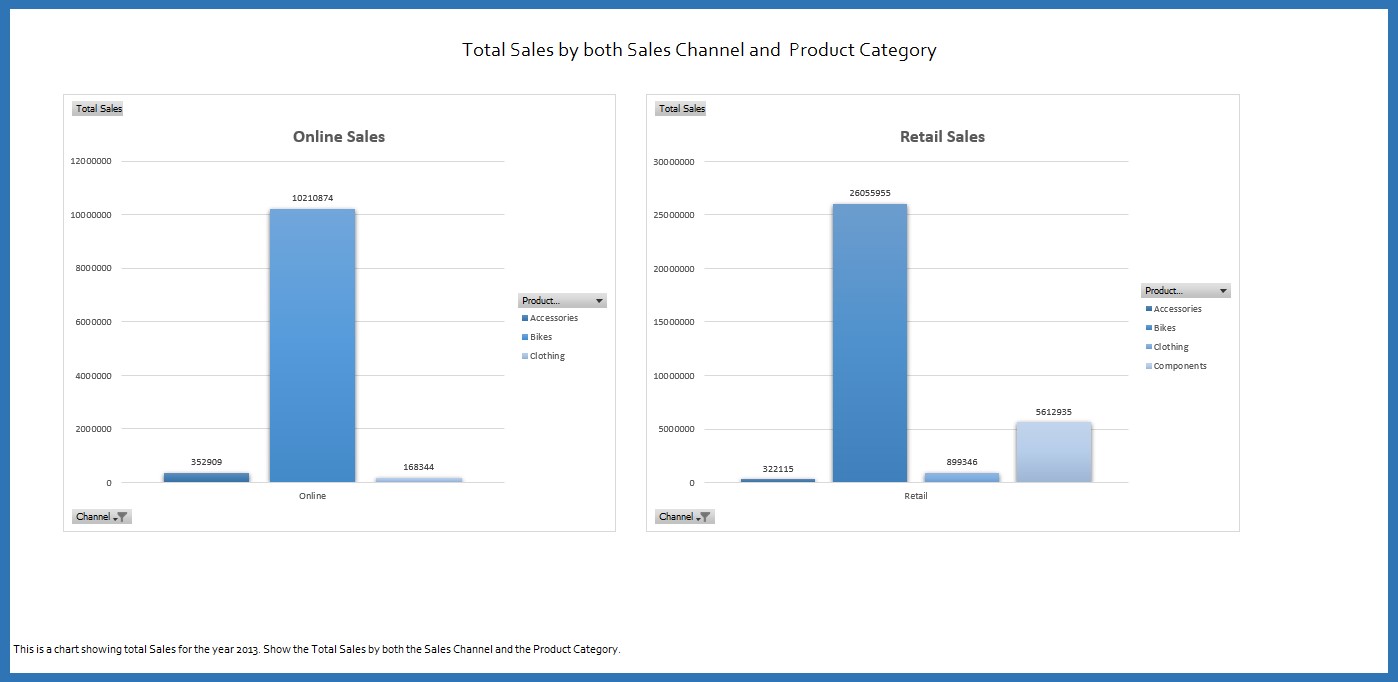 Total Sales by both Sales Channel and  Product Category
Total Sales
Online Sales
12000000
10000000
8000000
6000000
4000000
2000000
0
352909
10210874
168344
Online
Product...
Accessories
Bikes
Clothing
Channel
Total Sales
Retail Sales
30000000
25000000
20000000
15000000
10000000
5000000
0
322115
26055955
899346
5612935
Retail
Product...
Accessories
Bikes
Clothing
Components
Channel
This is a chart showing total Sales for the year 2013. Show the Total Sales by both the Sales Channel and the Product Category.